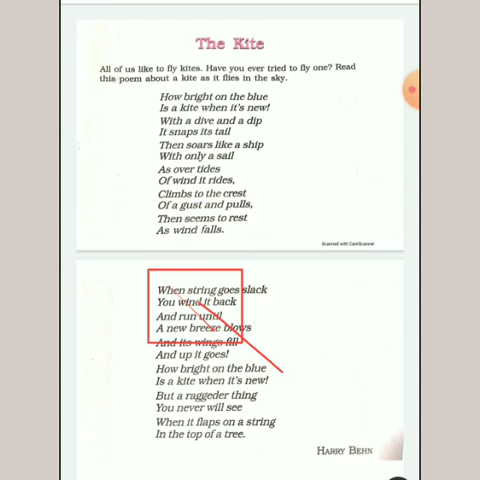 The Kite
All of us like to fly kites. Have you ever tried to fly one? Read
this poem about a kite as it flies in the sky.
How bright on the blue
Is a kite when it's new!
With a dive and a dip
It snaps its tail
Then soars like a ship
With only a sail
As over tides
Of wind it rides,
Climbs to the crest
Of a gust and pulls,
Then seems to rest
As wind falls.
Scanned with CamScanner
When string goes slack
You wind it back
And run until
A new breeze blows
And its wings fill
And up it goes!
How bright on the blue
Is a kite when it's new!
But a raggeder thing
You never will see
When it flaps on a string
In the top of a tree.
HARRY BEHN